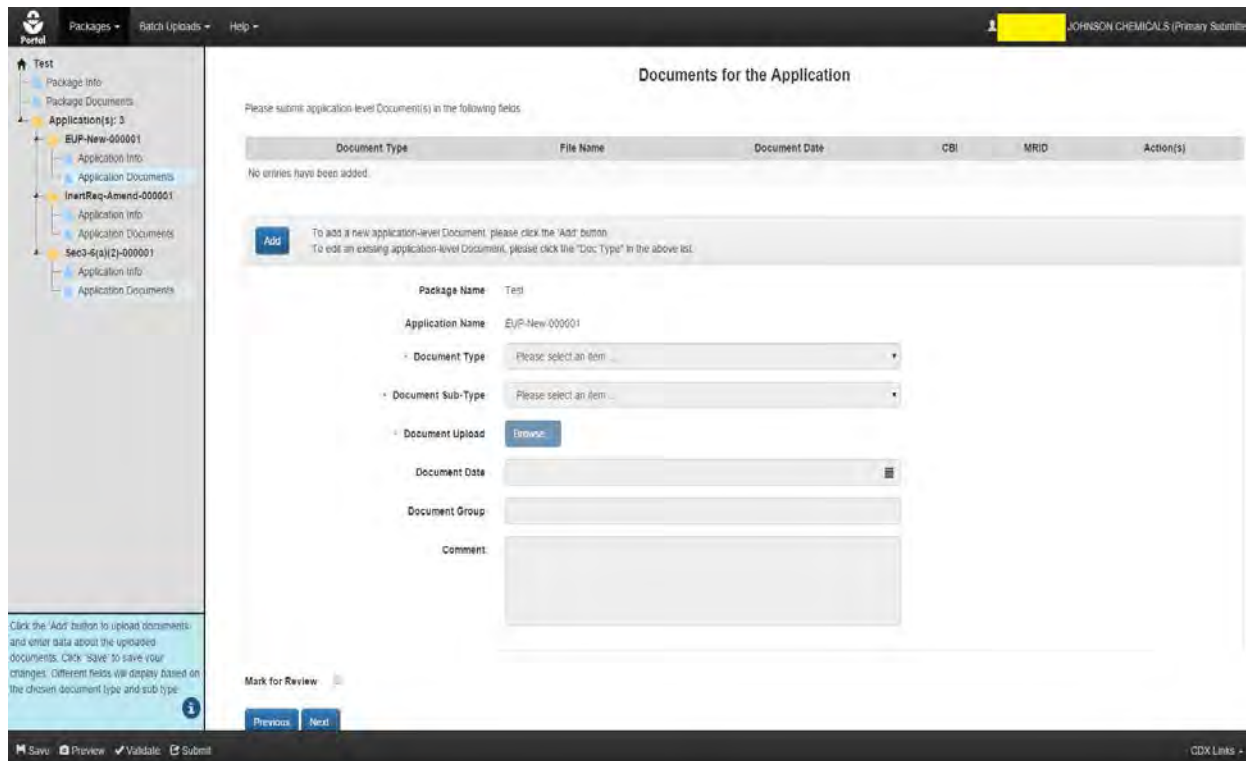 Portal
Packages
Batch Uploads
Help
JOHNSON CHEMICALS (Primary Submitte
Test
Package Info
Package Documents
Application(s): 3
EUP-New-000001
Application Info
Application Documents
InertReq-Amend-000001
Application Info
Application Documents
Sec3-6(a)(2)-000001
Application Info
Application Documents
Click the 'Add' button to upload documents
and enter data about the uploaded
documents. Click 'Save' to save your
changes. Different fields will display based on
the chosen document type and sub type
Documents for the Application
Please submit application-level Document(s) in the following fields
Document Type File Name Document Date CBI MRID Action(s)
No entries have been added.
Add
To add a new application-level Document, please click the 'Add' button
To edit an existing application-level Document, please click the "Doc Type" in the above list.
Package Name Test
Application Name EUP-New-000001
* Document Type Please select an item ...
* Document Sub-Type Please select an item ...
* Document Upload Browse...
Document Date
Document Group
Comment
Mark for Review
Previous Next
Save Preview Validate Submit
CDX Links